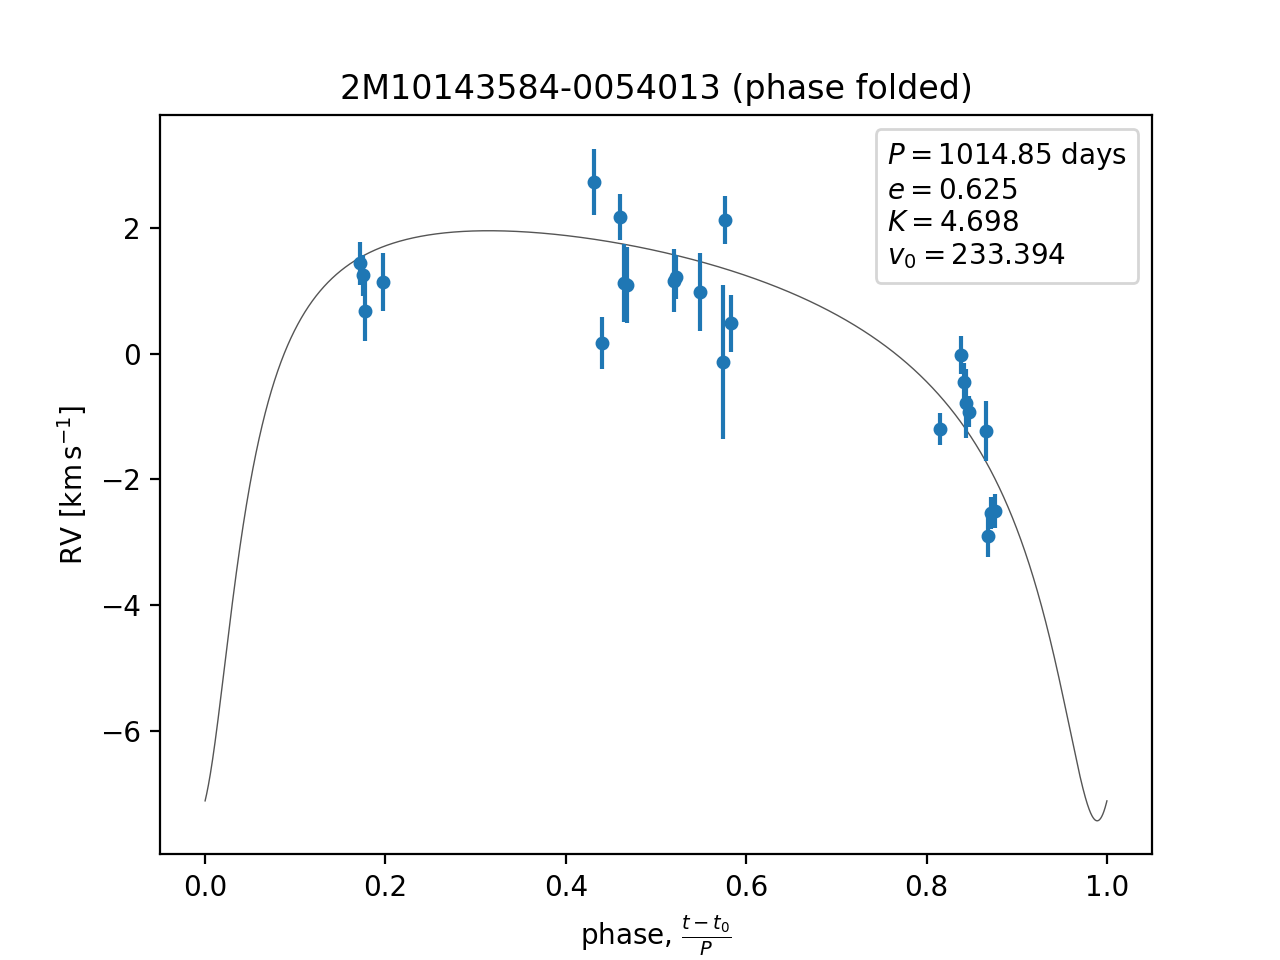 2M10143584-0054013 (phase folded)
P = 1014.85 days
e = 0.625
K = 4.698
v₀ = 233.394
RV [km s⁻¹]
2
0
−2
−4
−6
0.0 0.2 0.4 0.6 0.8 1.0
phase, (t − t₀)/P